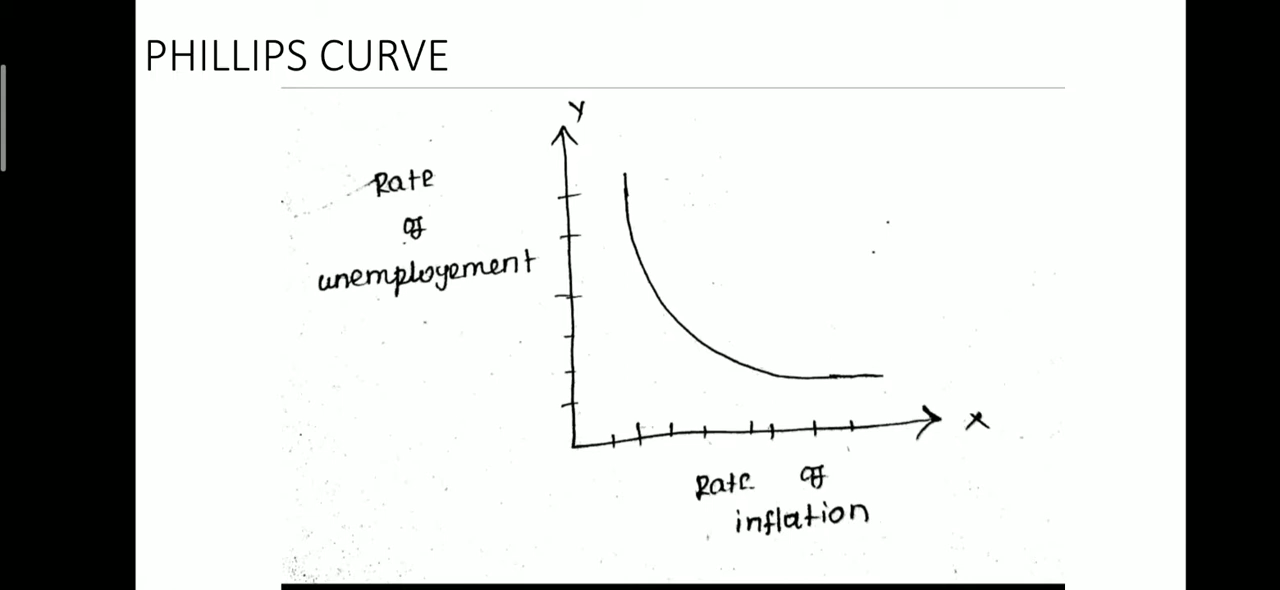 PHILLIPS CURVE
Y
Rate
of
unemployement
X
Rate of
inflation